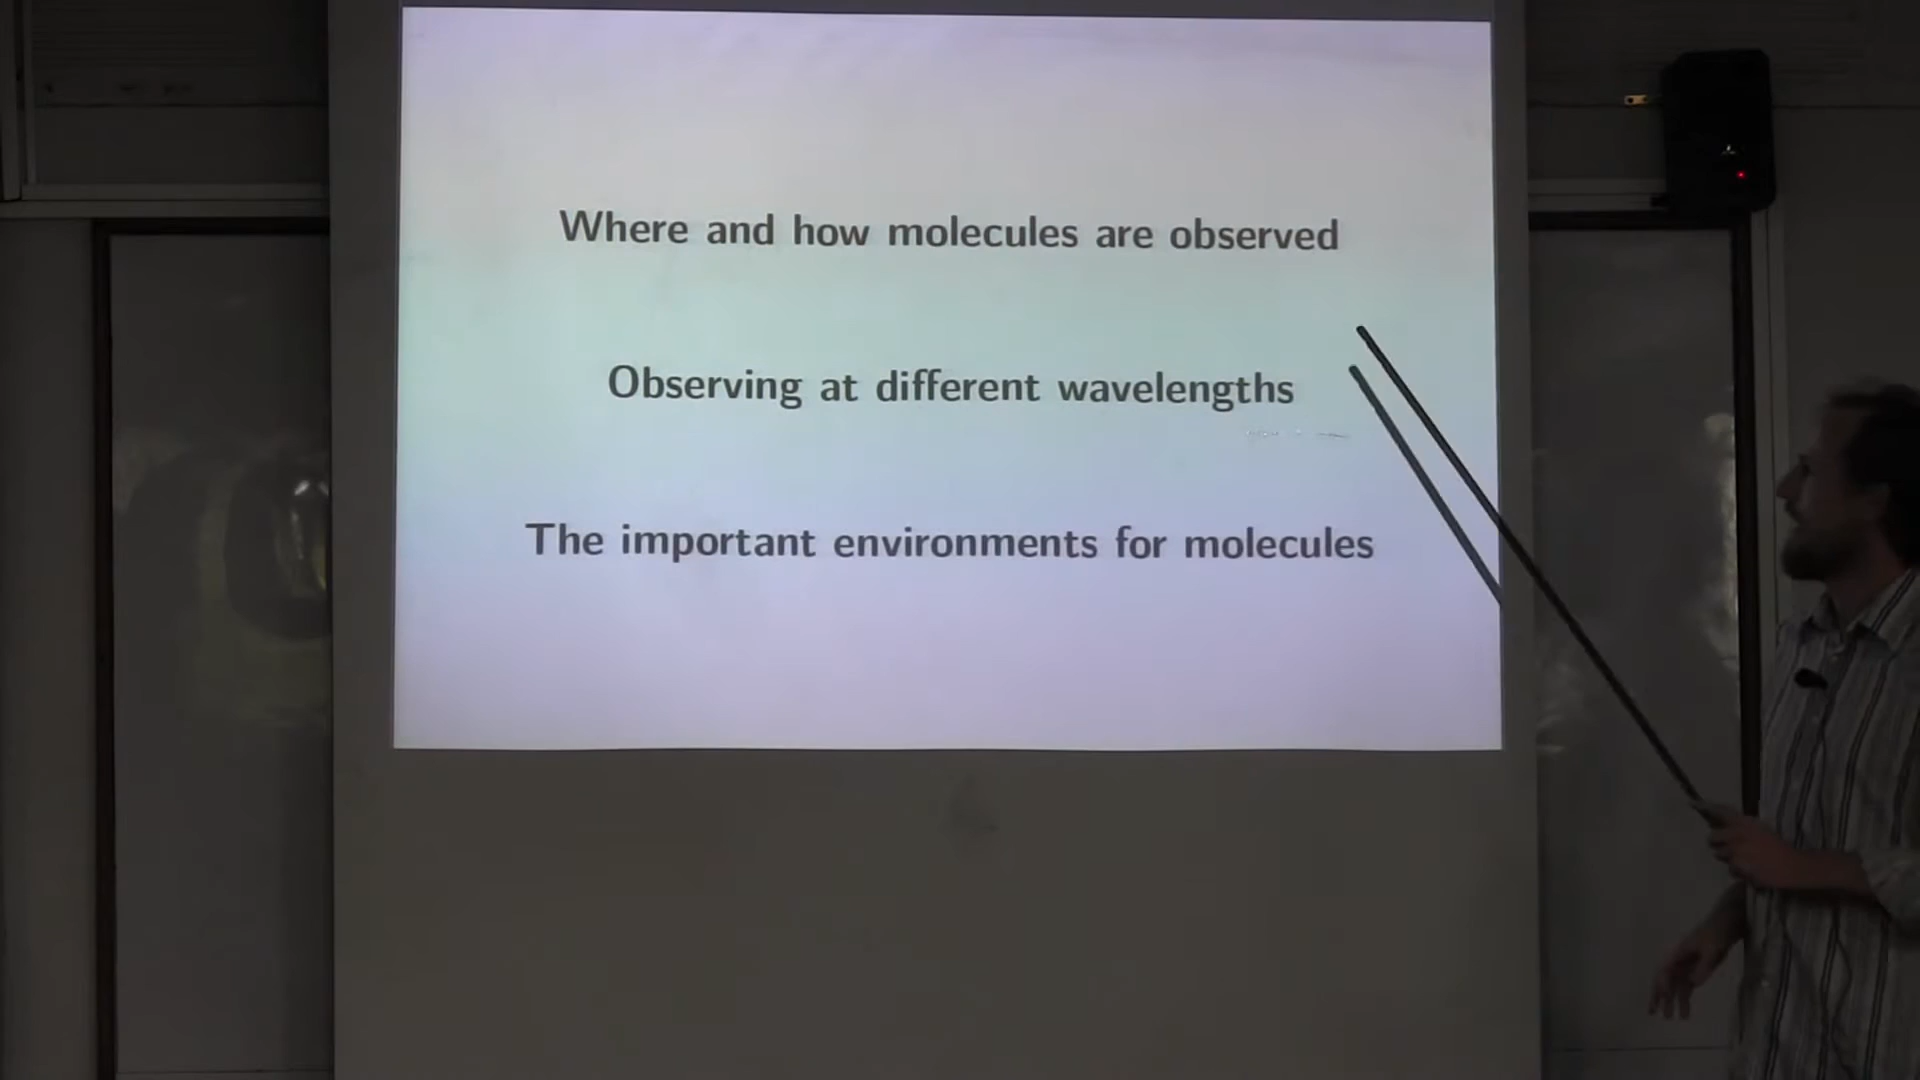 Where and how molecules are observed
Observing at different wavelengths
The important environments for molecules